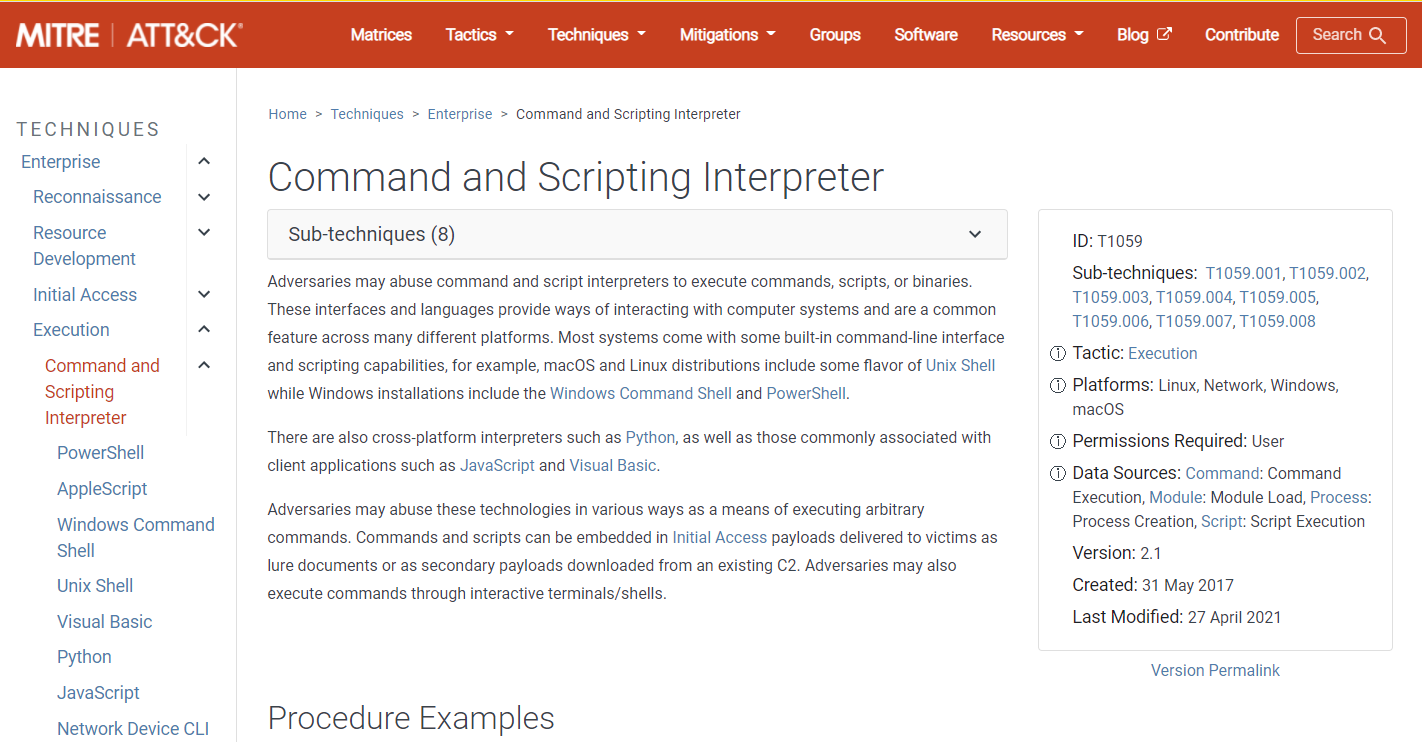 MITRE | ATT&CK®
Matrices Tactics Techniques Mitigations Groups Software Resources Blog Contribute Search
TECHNIQUES
Enterprise
Reconnaissance
Resource
Development
Initial Access
Execution
Command and
Scripting
Interpreter
PowerShell
AppleScript
Windows Command
Shell
Unix Shell
Visual Basic
Python
JavaScript
Network Device CLI
Home > Techniques > Enterprise > Command and Scripting Interpreter
Command and Scripting Interpreter
Sub-techniques (8)
Adversaries may abuse command and script interpreters to execute commands, scripts, or binaries.
These interfaces and languages provide ways of interacting with computer systems and are a common
feature across many different platforms. Most systems come with some built-in command-line interface
and scripting capabilities, for example, macOS and Linux distributions include some flavor of Unix Shell
while Windows installations include the Windows Command Shell and PowerShell.
There are also cross-platform interpreters such as Python, as well as those commonly associated with
client applications such as JavaScript and Visual Basic.
Adversaries may abuse these technologies in various ways as a means of executing arbitrary
commands. Commands and scripts can be embedded in Initial Access payloads delivered to victims as
lure documents or as secondary payloads downloaded from an existing C2. Adversaries may also
execute commands through interactive terminals/shells.
Procedure Examples
ID: T1059
Sub-techniques: T1059.001, T1059.002,
T1059.003, T1059.004, T1059.005,
T1059.006, T1059.007, T1059.008
Tactic: Execution
Platforms: Linux, Network, Windows,
macOS
Permissions Required: User
Data Sources: Command: Command
Execution, Module: Module Load, Process:
Process Creation, Script: Script Execution
Version: 2.1
Created: 31 May 2017
Last Modified: 27 April 2021
Version Permalink